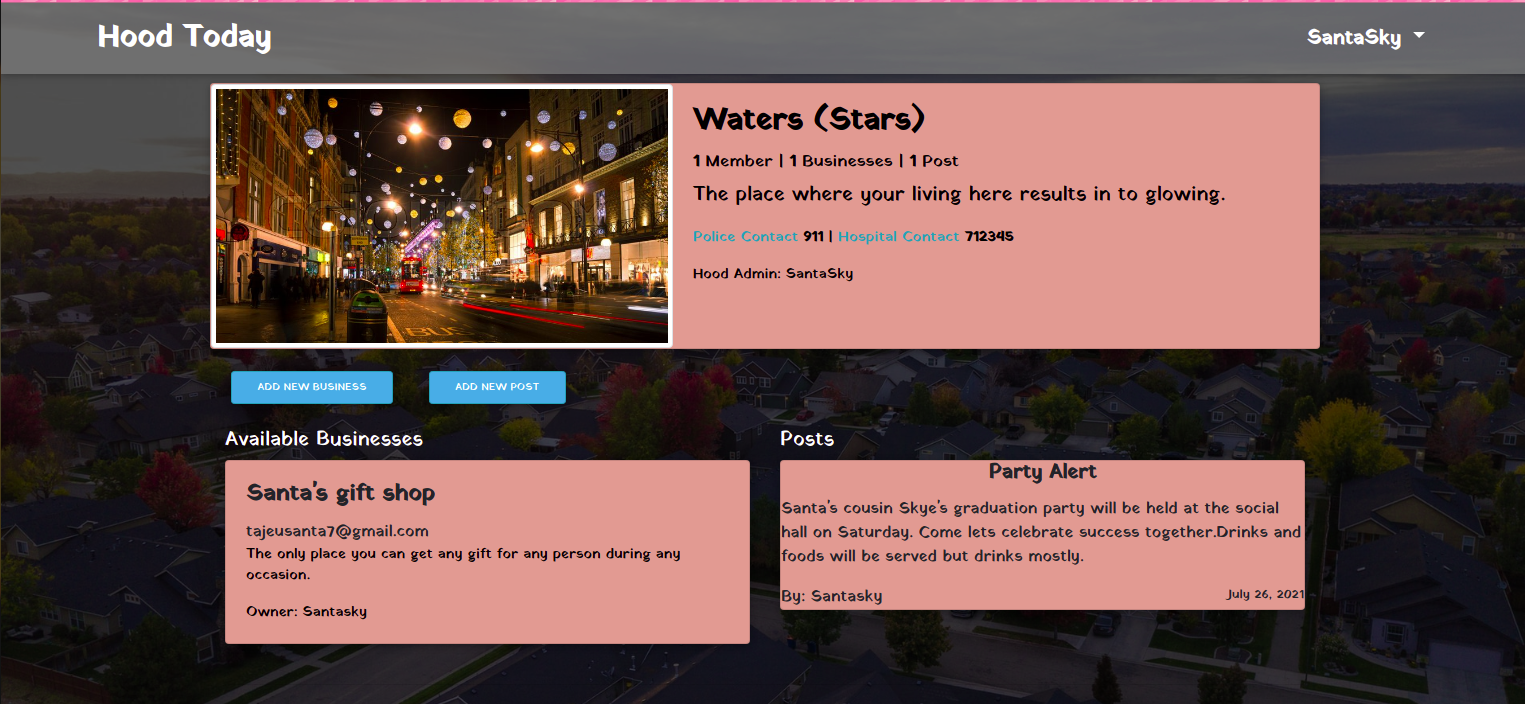 Hood Today
SantaSky
Waters (Stars)
1 Member | 1 Businesses | 1 Post
The place where your living here results in to glowing.
Police Contact 911 | Hospital Contact 712345
Hood Admin: SantaSky
BUS
ADD NEW BUSINESS
ADD NEW POST
Available Businesses
Santa's gift shop
tajeusanta7@gmail.com
The only place you can get any gift for any person during any
occasion.
Owner: Santasky
Posts
Party Alert
Santa's cousin Skye's graduation party will be held at the social
hall on Saturday. Come lets celebrate success together.Drinks and
foods will be served but drinks mostly.
By: Santasky
July 26, 2021